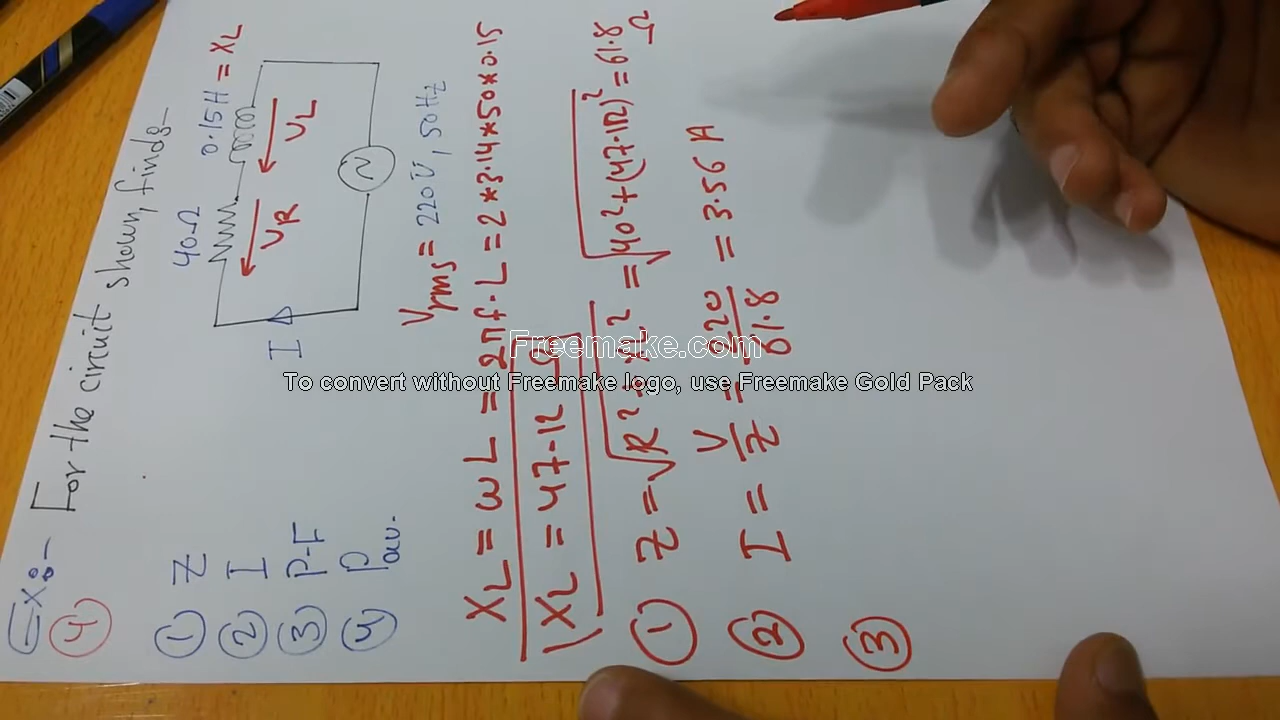 Ex:- For the circuit shown, find:-
4
① Z
② I
③ P.F
④ Pav.
40Ω 0.15H = XL
VR VL
I
Vrms = 220V, 50HZ
XL = ωL = 2πf.L = 2*3.14*50*0.15
XL = 47.12 Ω
① Z = √R²+XL² = √40²+(47.12)² = 61.8 Ω
② I = V/Z = 220/61.8 = 3.56 A
③
Freemake.com
To convert without Freemake logo, use Freemake Gold Pack